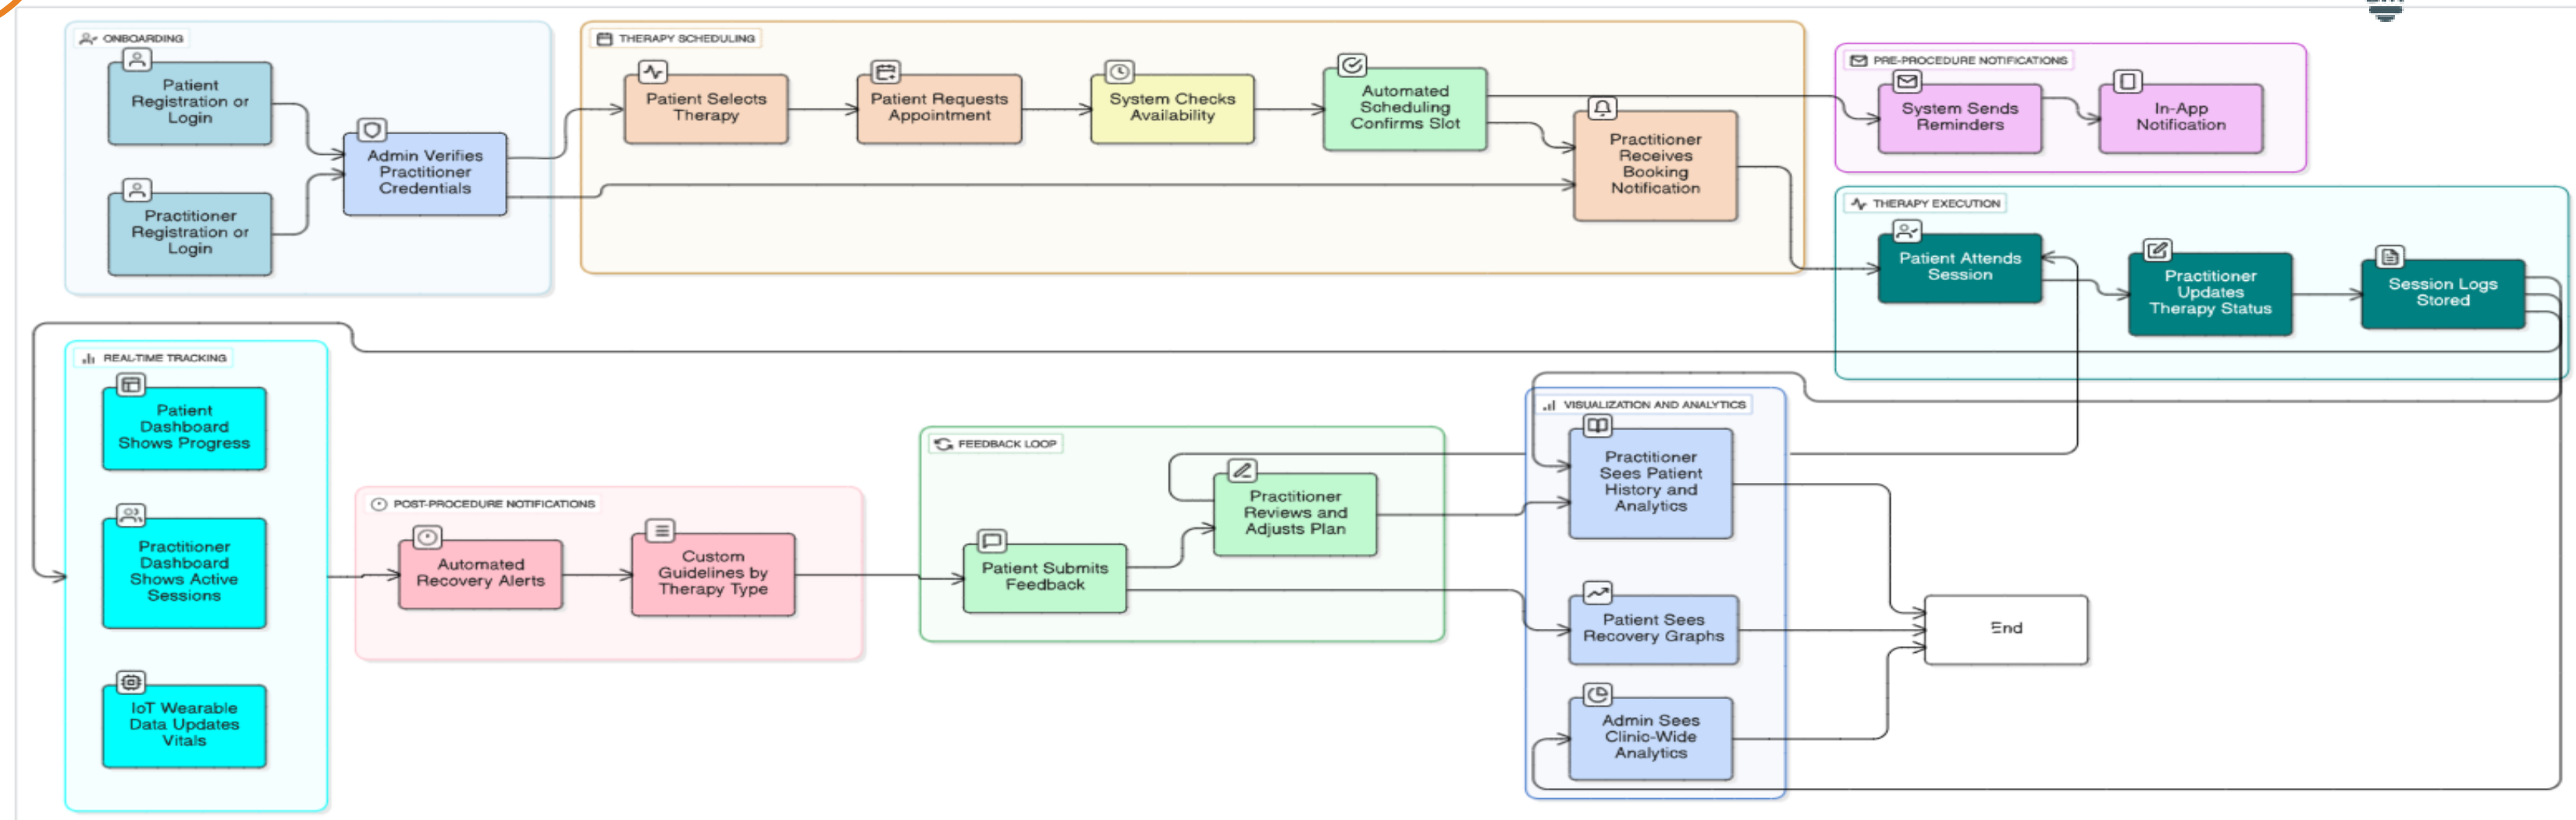 ONBOARDING
Patient
Registration or
Login
Practitioner
Registration or
Login
Admin Verifies
Practitioner
Credentials
THERAPY SCHEDULING
Patient Selects
Therapy
Patient Requests
Appointment
System Checks
Availability
Automated
Scheduling
Confirms Slot
Practitioner
Receives
Booking
Notification
PRE-PROCEDURE NOTIFICATIONS
System Sends
Reminders
In-App
Notification
THERAPY EXECUTION
Patient Attends
Session
Practitioner
Updates
Therapy Status
Session Logs
Stored
REAL-TIME TRACKING
Patient
Dashboard
Shows Progress
Practitioner
Dashboard
Shows Active
Sessions
IoT Wearable
Data Updates
Vitals
POST-PROCEDURE NOTIFICATIONS
Automated
Recovery Alerts
Custom
Guidelines by
Therapy Type
FEEDBACK LOOP
Patient Submits
Feedback
Practitioner
Reviews and
Adjusts Plan
VISUALIZATION AND ANALYTICS
Practitioner
Sees Patient
History and
Analytics
Patient Sees
Recovery Graphs
Admin Sees
Clinic-Wide
Analytics
End